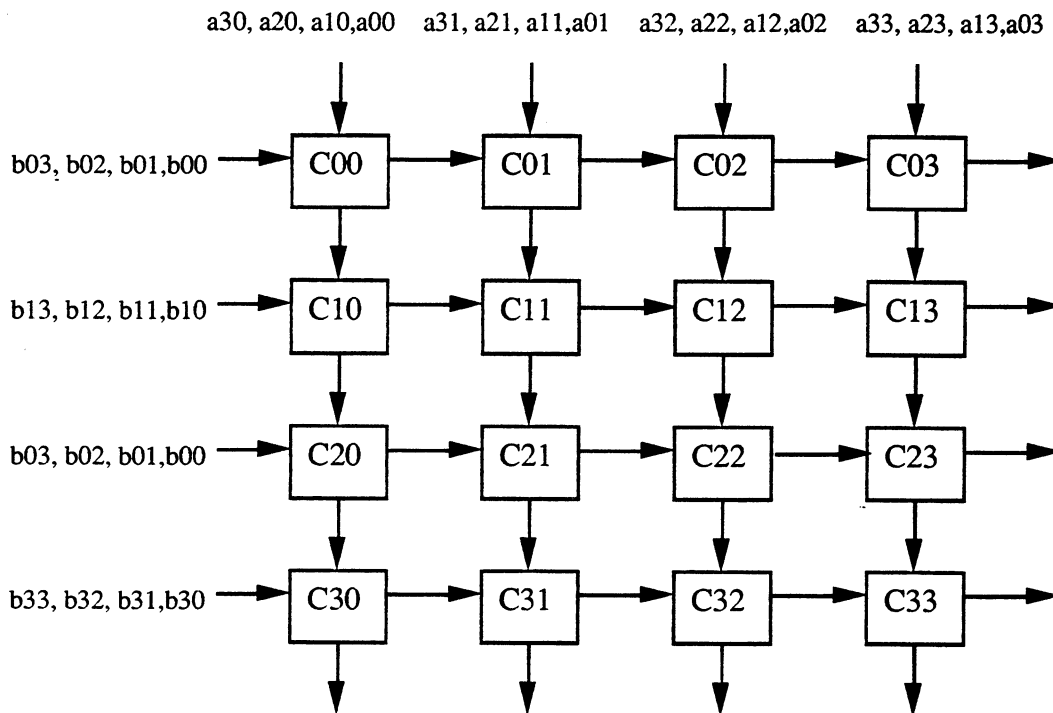 a30, a20, a10,a00 a31, a21, a11,a01 a32, a22, a12,a02 a33, a23, a13,a03
b03, b02, b01,b00 C00 C01 C02 C03
b13, b12, b11,b10 C10 C11 C12 C13
b03, b02, b01,b00 C20 C21 C22 C23
b33, b32, b31,b30 C30 C31 C32 C33